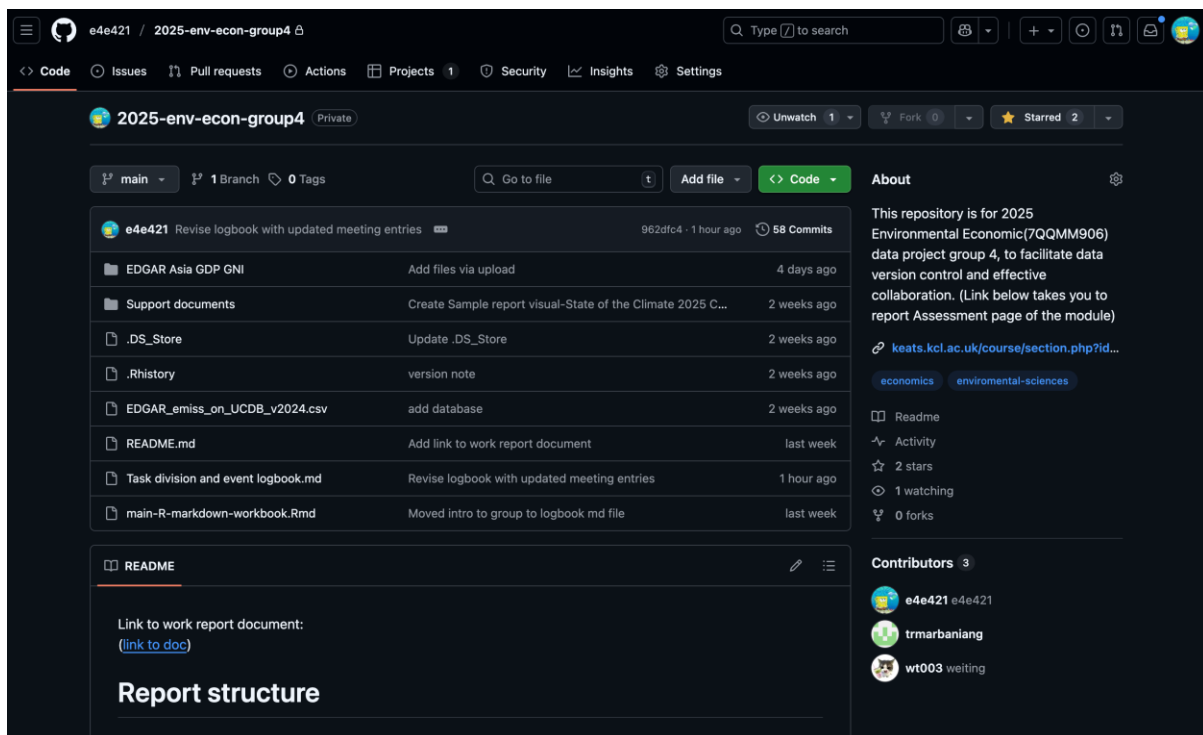 e4e421 / 2025-env-econ-group4
Type / to search
Code Issues Pull requests Actions Projects 1 Security Insights Settings
2025-env-econ-group4 Private
Unwatch 1 Fork 0 Starred 2
main 1 Branch 0 Tags
Go to file t
Add file
Code
e4e421 Revise logbook with updated meeting entries 962dfc4 · 1 hour ago 58 Commits
EDGAR Asia GDP GNI Add files via upload 4 days ago
Support documents Create Sample report visual-State of the Climate 2025 C... 2 weeks ago
.DS_Store Update .DS_Store 2 weeks ago
.Rhistory version note 2 weeks ago
EDGAR_emiss_on_UCDB_v2024.csv add database 2 weeks ago
README.md Add link to work report document last week
Task division and event logbook.md Revise logbook with updated meeting entries 1 hour ago
main-R-markdown-workbook.Rmd Moved intro to group to logbook md file last week
README
Link to work report document:
(link to doc)
Report structure
About
This repository is for 2025
Environmental Economic(7QQMM906)
data project group 4, to facilitate data
version control and effective
collaboration. (Link below takes you to
report Assessment page of the module)
keats.kcl.ac.uk/course/section.php?id...
economics enviromental-sciences
Readme
Activity
2 stars
1 watching
0 forks
Contributors 3
e4e421 e4e421
trmarbaniang
wt003 weiting